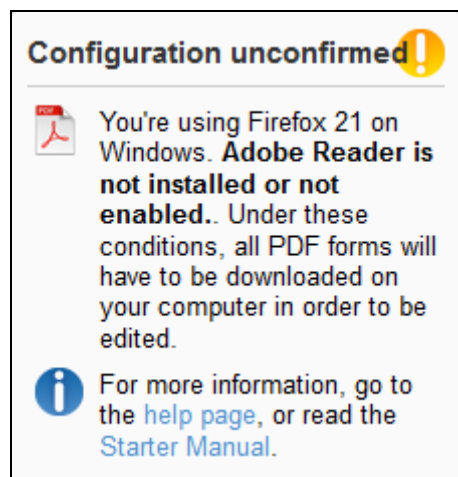 Configuration unconfirmed
PDF
You're using Firefox 21 on
Windows. Adobe Reader is
not installed or not
enabled.. Under these
conditions, all PDF forms will
have to be downloaded on
your computer in order to be
edited.
For more information, go to
the help page, or read the
Starter Manual.